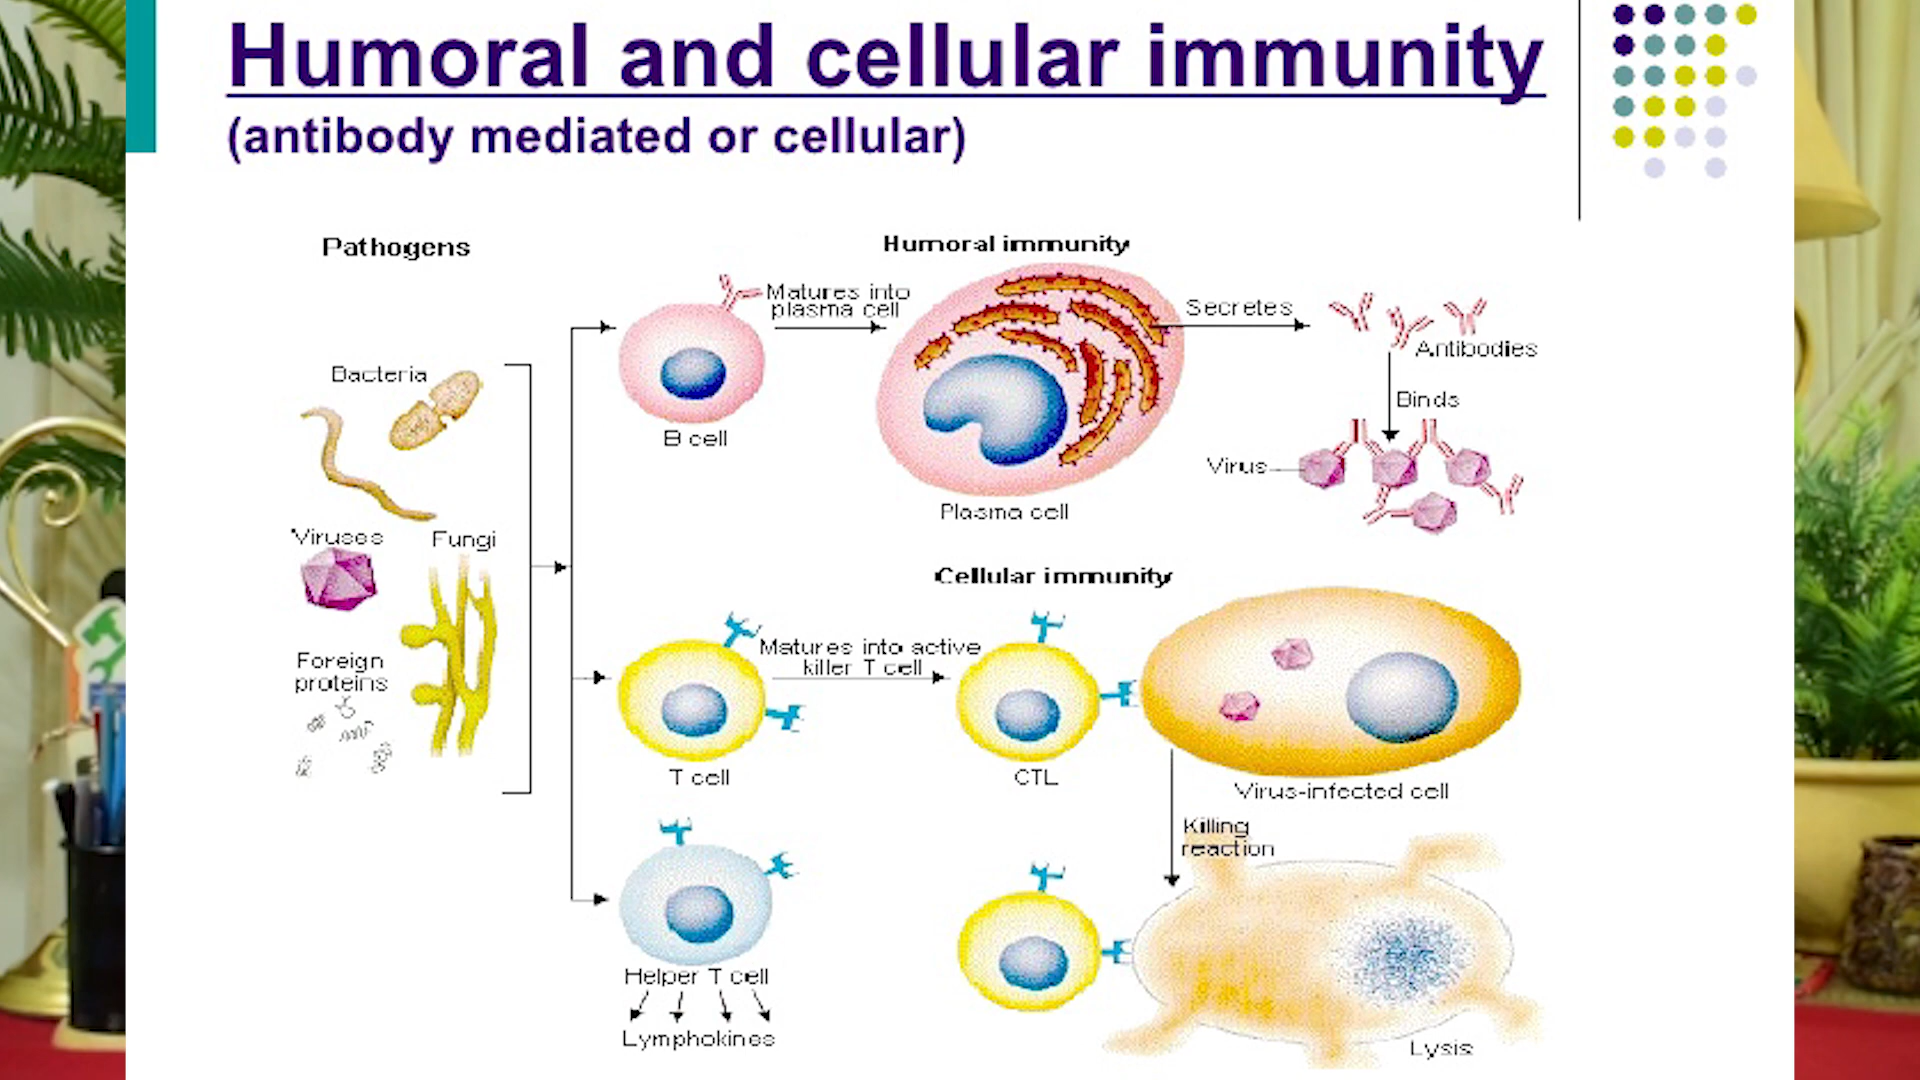 Humoral and cellular immunity
(antibody mediated or cellular)
Pathogens
Humoral immunity
Matures into
plasma cell
Secretes
Antibodies
Bacteria
Binds
B cell
Virus
Plasma cell
Viruses
Fungi
Cellular immunity
Matures into active
killer T cell
Foreign
proteins
T cell
CTL
Virus-infected cell
Killing
reaction
Helper T cell
Lymphokines
Lysis